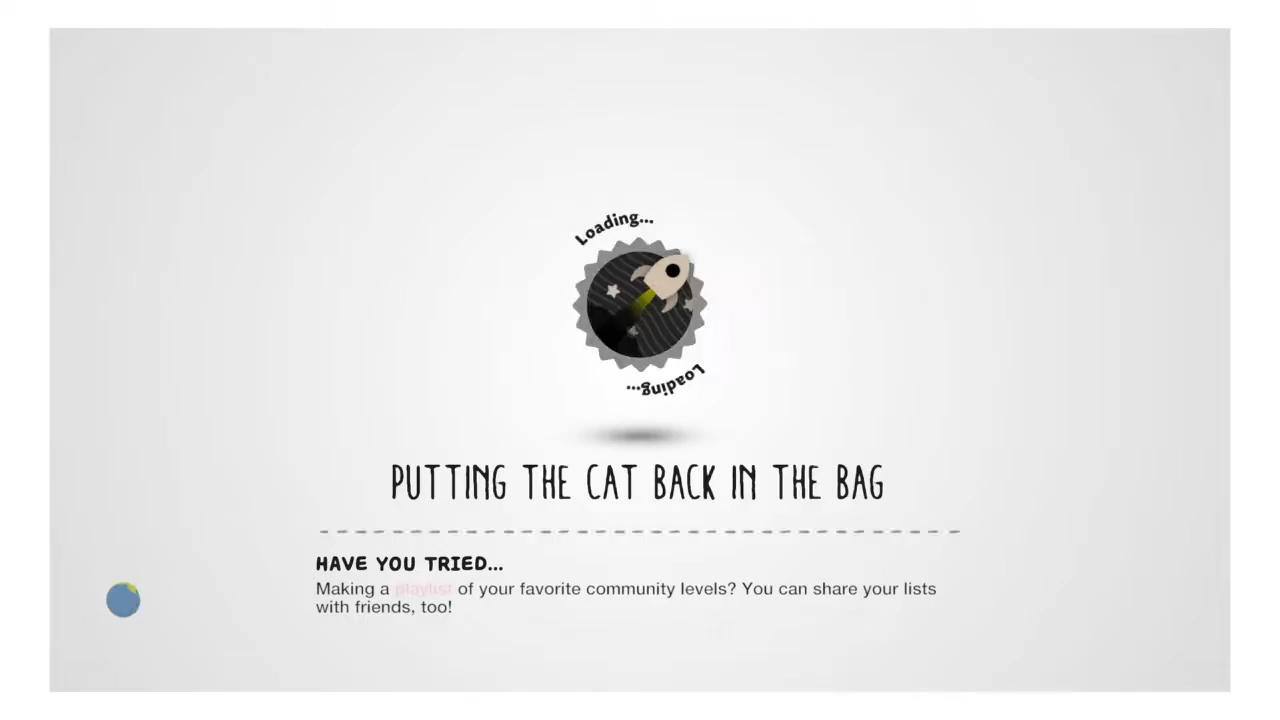 Loading...
Loading...
PUTTING THE CAT BACK IN THE BAG
HAVE YOU TRIED...
Making a playlist of your favorite community levels? You can share your lists
with friends, too!